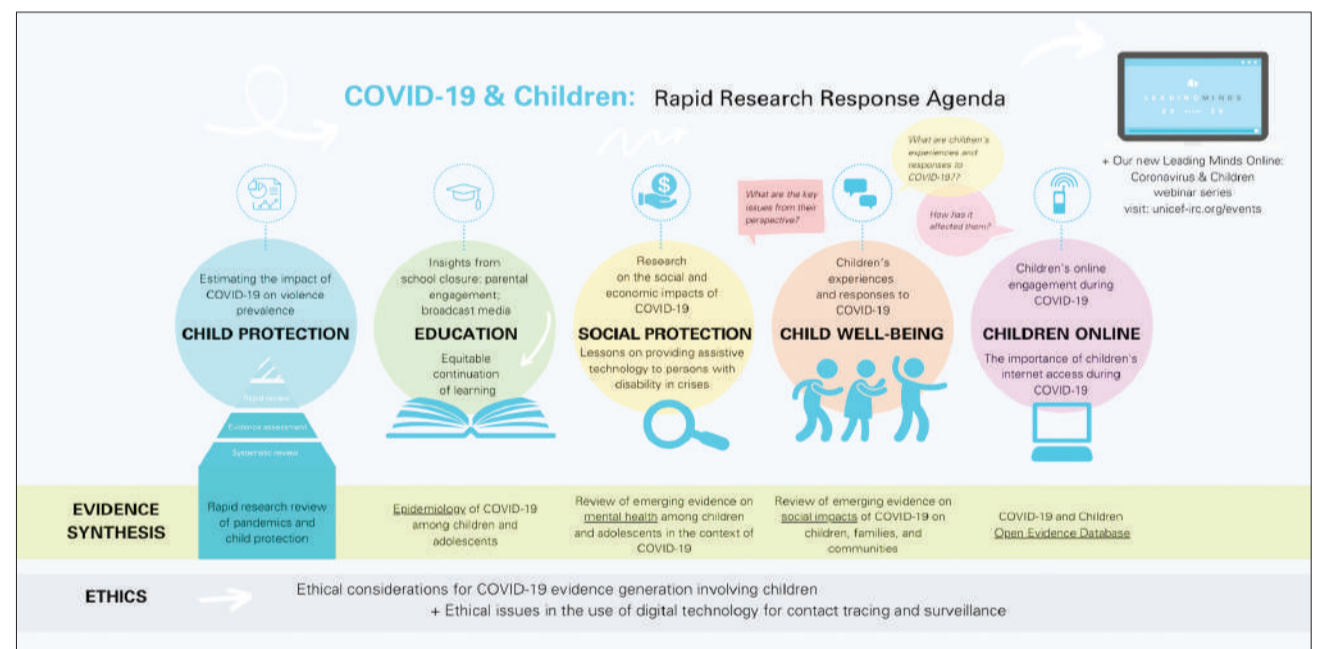 COVID-19 & Children: Rapid Research Response Agenda
LEADINGMINDS
+ Our new Leading Minds Online:
Coronavirus & Children
webinar series
visit: unicef-irc.org/events
What are the key
issues from their
perspective?
What are children's
experiences and
responses to
COVID-19??
How has it
affected them?
Estimating the impact of
COVID-19 on violence
prevalence
CHILD PROTECTION
Rapid review
Evidence assessment
Systematic review
Insights from
school closure: parental
engagement;
broadcast media
EDUCATION
Equitable
continuation
of learning
Research
on the social and
economic impacts of
COVID-19
SOCIAL PROTECTION
Lessons on providing assistive
technology to persons with
disability in crises
Children's
experiences
and responses to
COVID-19
CHILD WELL-BEING
Children's online
engagement during
COVID-19
CHILDREN ONLINE
The importance of children's
internet access during
COVID-19
EVIDENCE
SYNTHESIS
Rapid research review
of pandemics and
child protection
Epidemiology of COVID-19
among children and
adolescents
Review of emerging evidence on
mental health among children
and adolescents in the context of
COVID-19
Review of emerging evidence on
social impacts of COVID-19 on
children, families, and
communities
COVID-19 and Children
Open Evidence Database
ETHICS
Ethical considerations for COVID-19 evidence generation involving children
+ Ethical issues in the use of digital technology for contact tracing and surveillance